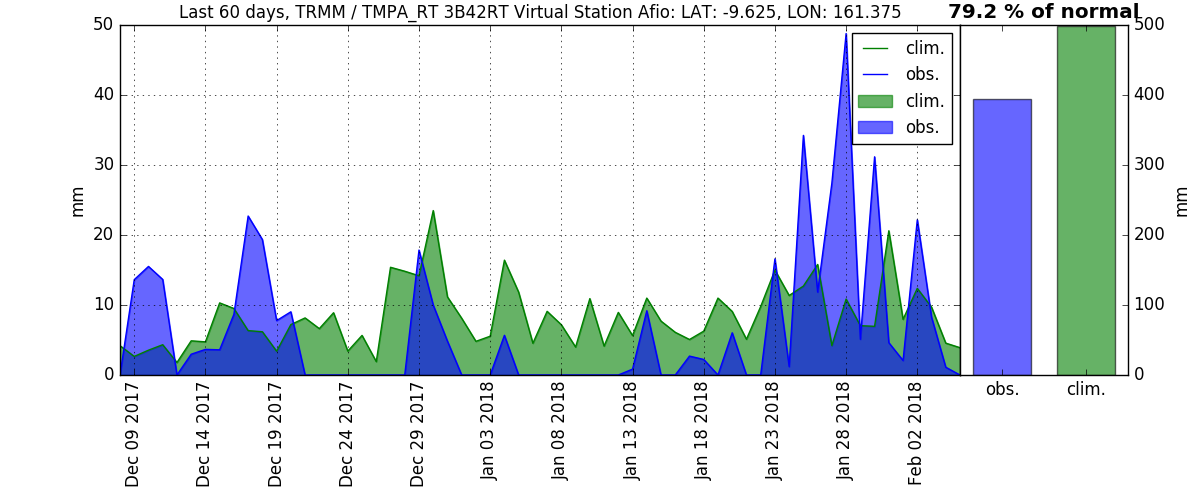 Last 60 days, TRMM / TMPA_RT 3B42RT Virtual Station Afio: LAT: -9.625, LON: 161.375
79.2 % of normal
50
40
30
20
10
0
mm
clim.
obs.
clim.
obs.
500
400
300
200
100
0
mm
Dec 09 2017
Dec 14 2017
Dec 19 2017
Dec 24 2017
Dec 29 2017
Jan 03 2018
Jan 08 2018
Jan 13 2018
Jan 18 2018
Jan 23 2018
Jan 28 2018
Feb 02 2018
obs.
clim.